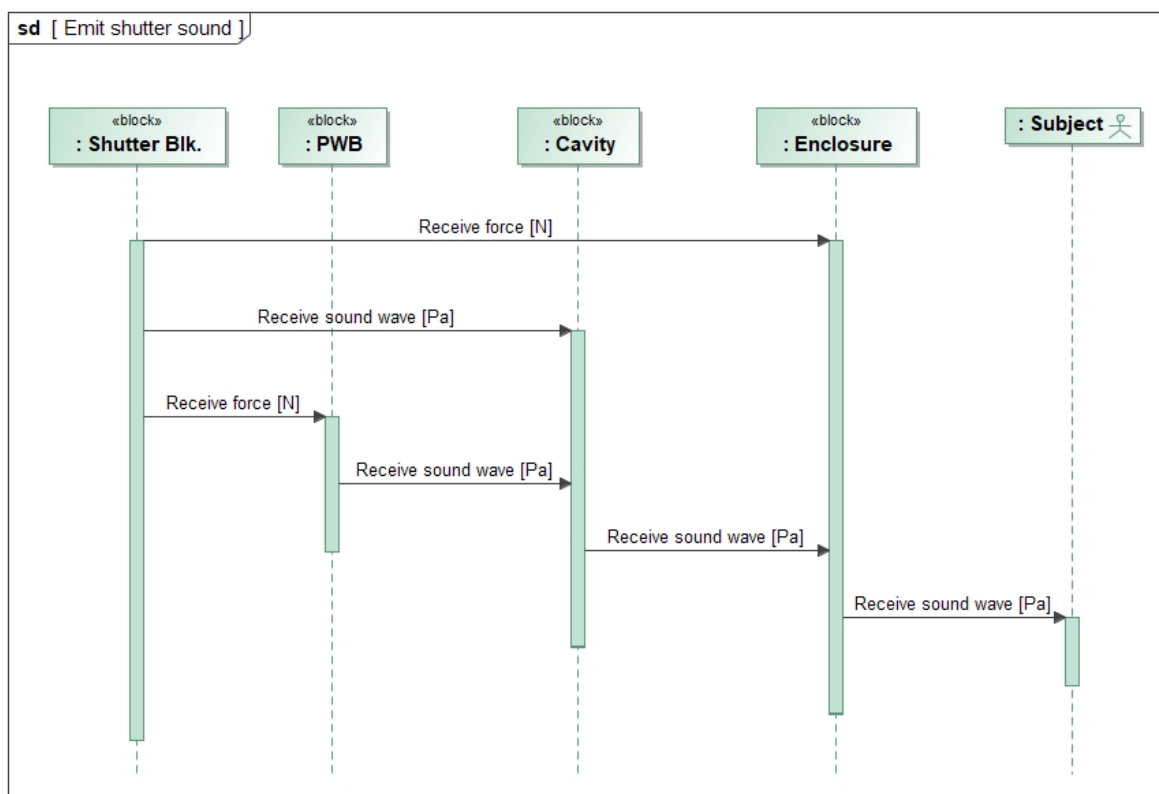 sd [ Emit shutter sound ]
«block»
: Shutter Blk.
«block»
: PWB
«block»
: Cavity
«block»
: Enclosure
: Subject
Receive force [N]
Receive sound wave [Pa]
Receive force [N]
Receive sound wave [Pa]
Receive sound wave [Pa]
Receive sound wave [Pa]